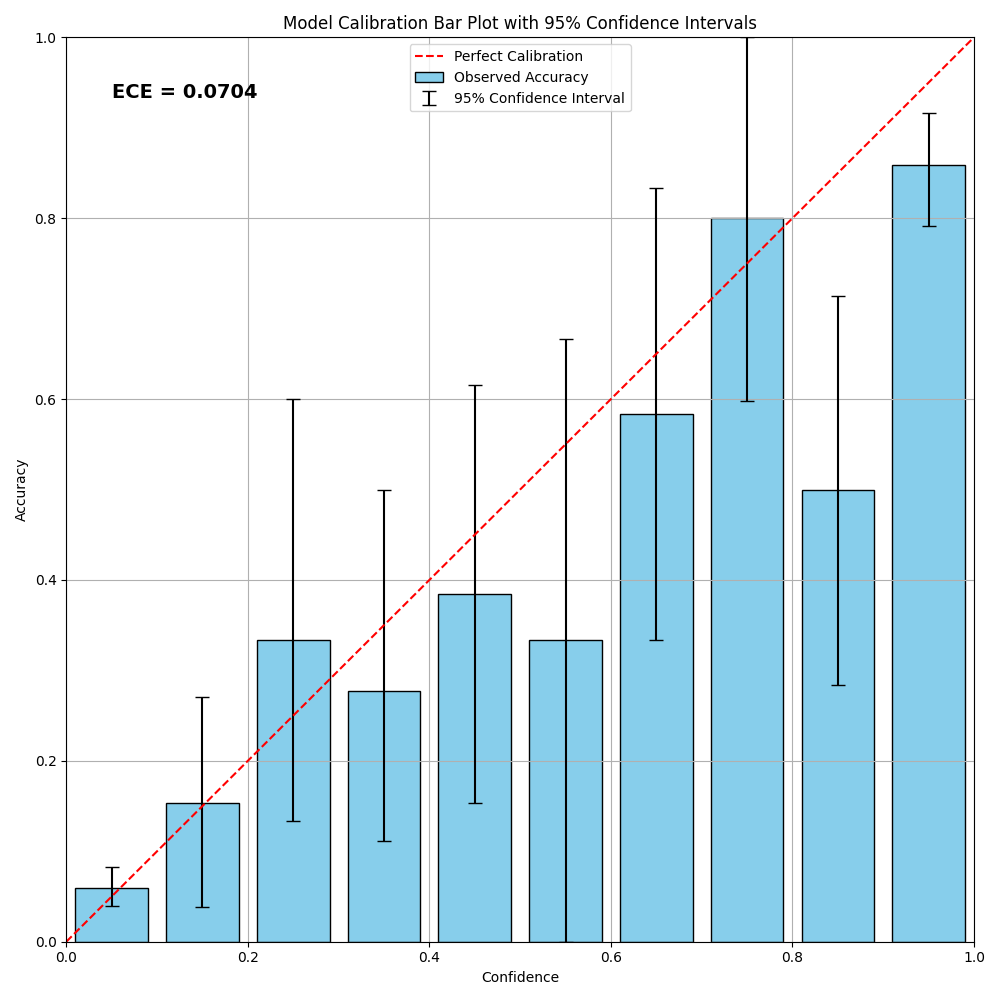 Model Calibration Bar Plot with 95% Confidence Intervals
Perfect Calibration
Observed Accuracy
95% Confidence Interval
ECE = 0.0704
Accuracy
1.0
0.8
0.6
0.4
0.2
0.0
0.0 0.2 0.4 0.6 0.8 1.0
Confidence